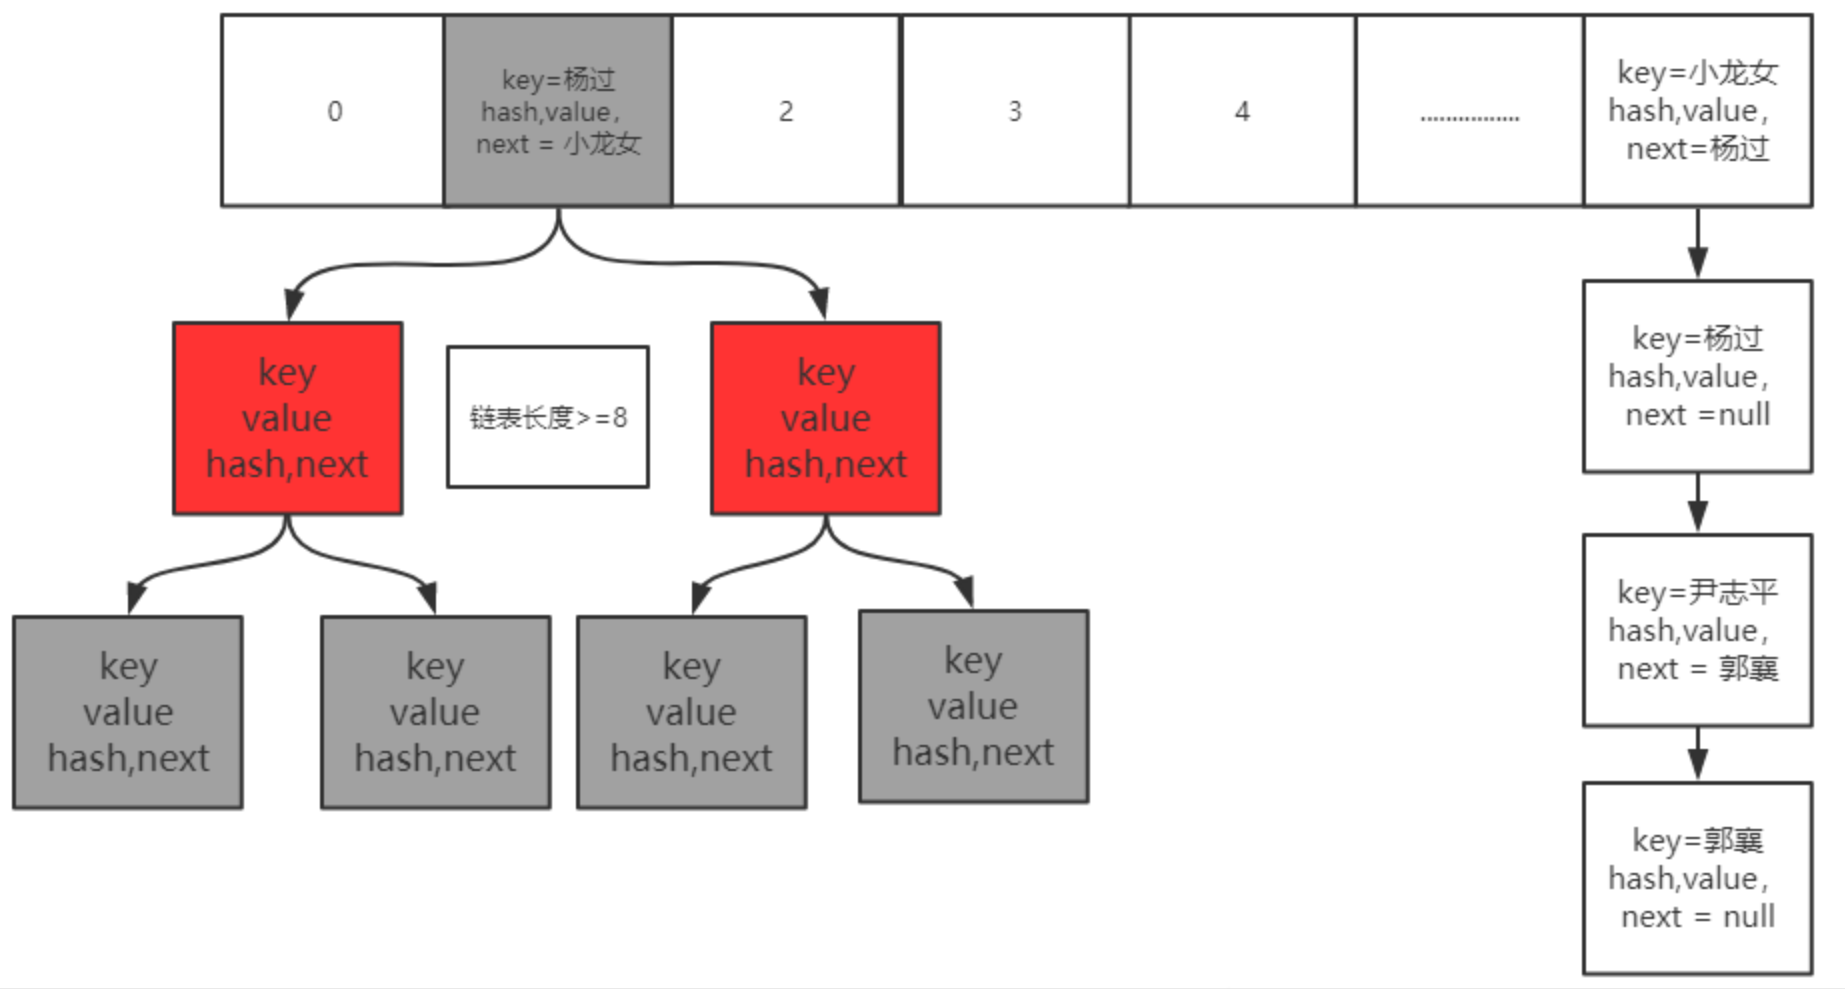 0
key=杨过
hash,value，
next = 小龙女
2
3
4
................
key=小龙女
hash,value，
next=杨过
key
value
hash,next
链表长度>=8
key
value
hash,next
key=杨过
hash,value，
next =null
key
value
hash,next
key
value
hash,next
key
value
hash,next
key
value
hash,next
key=尹志平
hash,value，
next = 郭襄
key=郭襄
hash,value，
next = null